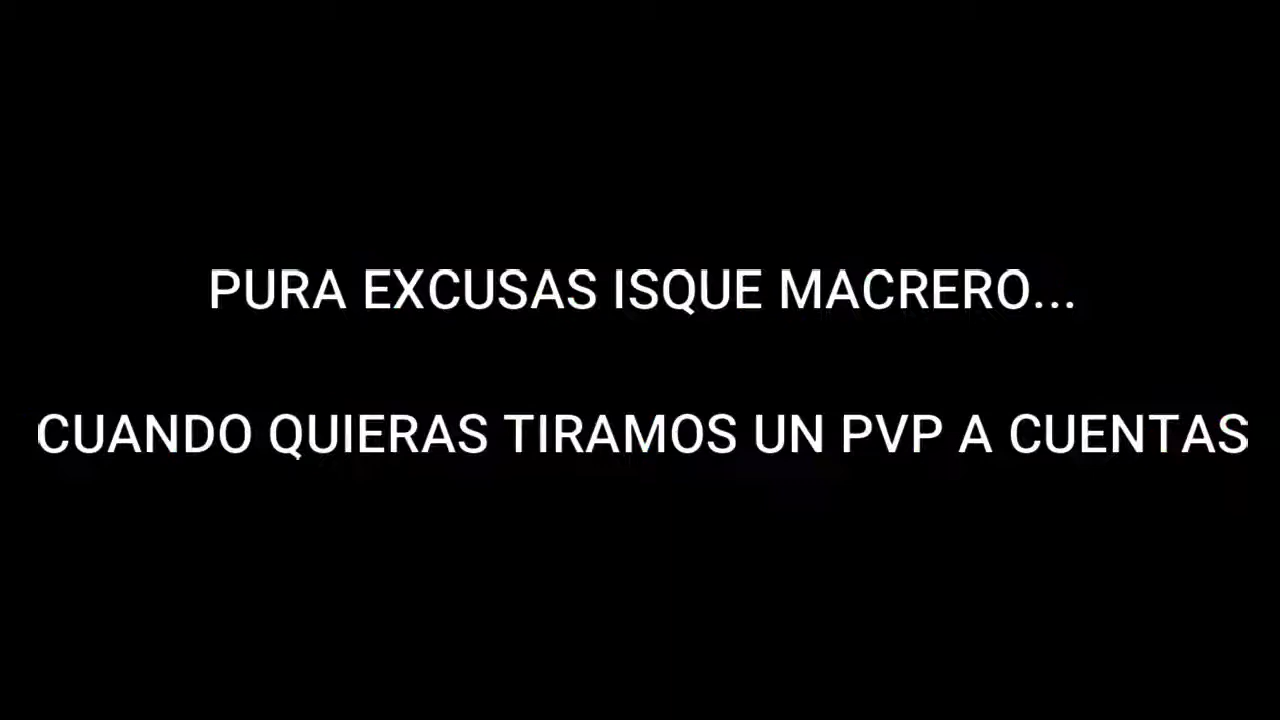 PURA EXCUSAS ISQUE MACRERO...
CUANDO QUIERAS TIRAMOS UN PVP A CUENTAS